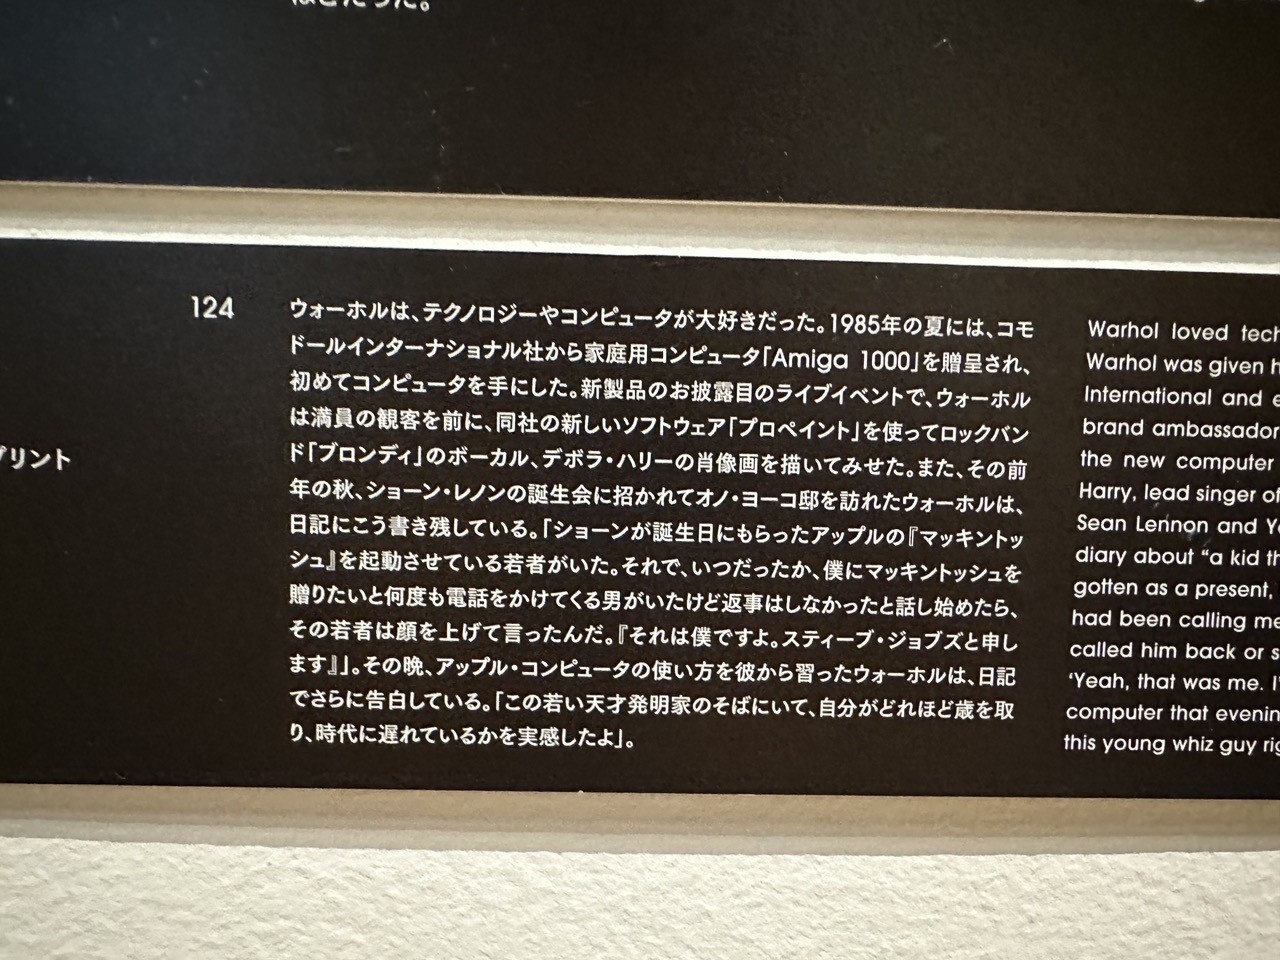 124
プリント
ウォーホルは、テクノロジーやコンピュータが大好きだった。1985年の夏には、コモ
ドールインターナショナル社から家庭用コンピュータ「Amiga 1000」を贈呈され、
初めてコンピュータを手にした。新製品のお披露目のライブイベントで、ウォーホル
は満員の観客を前に、同社の新しいソフトウェア「プロペイント」を使ってロックバン
ド「ブロンディ」のボーカル、デボラ・ハリーの肖像画を描いてみせた。また、その前
年の秋、ショーン・レノンの誕生会に招かれてオノ・ヨーコ邸を訪れたウォーホルは、
日記にこう書き残している。「ショーンが誕生日にもらったアップルの『マッキントッ
シュ』を起動させている若者がいた。それで、いつだったか、僕にマッキントッシュを
贈りたいと何度も電話をかけてくる男がいたけど返事はしなかったと話し始めたら、
その若者は顔を上げて言ったんだ。『それは僕ですよ。スティーブ・ジョブズと申し
ます』」。その晩、アップル・コンピュータの使い方を彼から習ったウォーホルは、日記
でさらに告白している。「この若い天才発明家のそばにいて、自分がどれほど歳を取
り、時代に遅れているかを実感したよ」。
Warhol loved tech
Warhol was given h
International and e
brand ambassador
the new computer
Harry, lead singer of
Sean Lennon and Yo
diary about “a kid th
gotten as a present,
had been calling me
called him back or s
‘Yeah, that was me. I’
computer that evenin
this young whiz guy rig